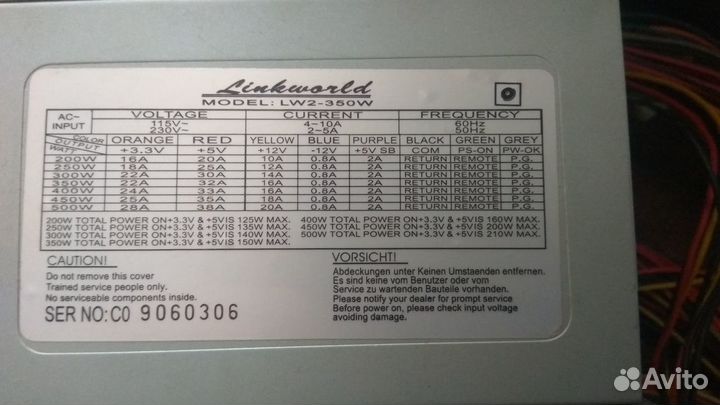 Linkworld
MODEL: LW2-350W
AC~ INPUT VOLTAGE CURRENT FREQUENCY
115V~ 4-10A 60Hz
230V~ 2-5A 50Hz
COLOR OUTPUT WATT ORANGE RED YELLOW BLUE PURPLE BLACK GREEN GREY
+3.3V +5V +12V -12V +5V SB COM PS-ON PW-OK
200W 16A 20A 10A 0.8A 2A RETURN REMOTE P.G.
250W 18A 25A 12A 0.8A 2A RETURN REMOTE P.G.
300W 22A 30A 14A 0.8A 2A RETURN REMOTE P.G.
350W 22A 32A 16A 0.8A 2A RETURN REMOTE P.G.
400W 24A 33A 16A 0.8A 2A RETURN REMOTE P.G.
450W 25A 35A 18A 0.8A 2A RETURN REMOTE P.G.
500W 28A 38A 20A 0.8A 2A RETURN REMOTE P.G.
200W TOTAL POWER ON+3.3V & +5VIS 125W MAX. 400W TOTAL POWER ON+3.3V & +5VIS 160W MAX.
250W TOTAL POWER ON+3.3V & +5VIS 135W MAX. 450W TOTAL POWER ON+3.3V & +5VIS 200W MAX.
300W TOTAL POWER ON+3.3V & +5VIS 140W MAX. 500W TOTAL POWER ON+3.3V & +5VIS 210W MAX.
350W TOTAL POWER ON+3.3V & +5VIS 150W MAX.
CAUTION!
Do not remove this cover
Trained service people only.
No serviceable components inside.
SER NO:C0 9060306
VORSICHT!
Abdeckungen unter Keinen Umstaenden entfernen.
Es sind keine vom Benutzer oder vom
Service zu wartenden Bauteile vorhanden.
Please notify your dealer for prompt service
Before power on, please check input voltage
avoiding damaging.
Avito